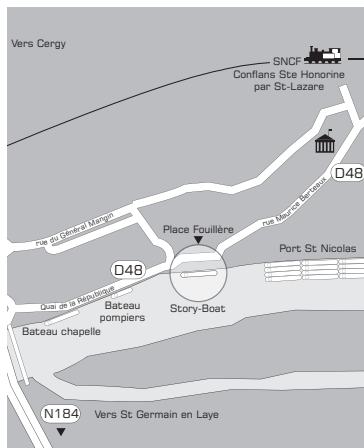 Vers Cergy
SNCF
Conflans Ste Honorine
par St-Lazare
D48
rue Maurice Berteaux
rue du Général Mangin
Place Fouillère
Port St Nicolas
D48
Quai de la République
Bateau
pompiers
Story-Boat
Bateau chapelle
N184
Vers St Germain en Laye